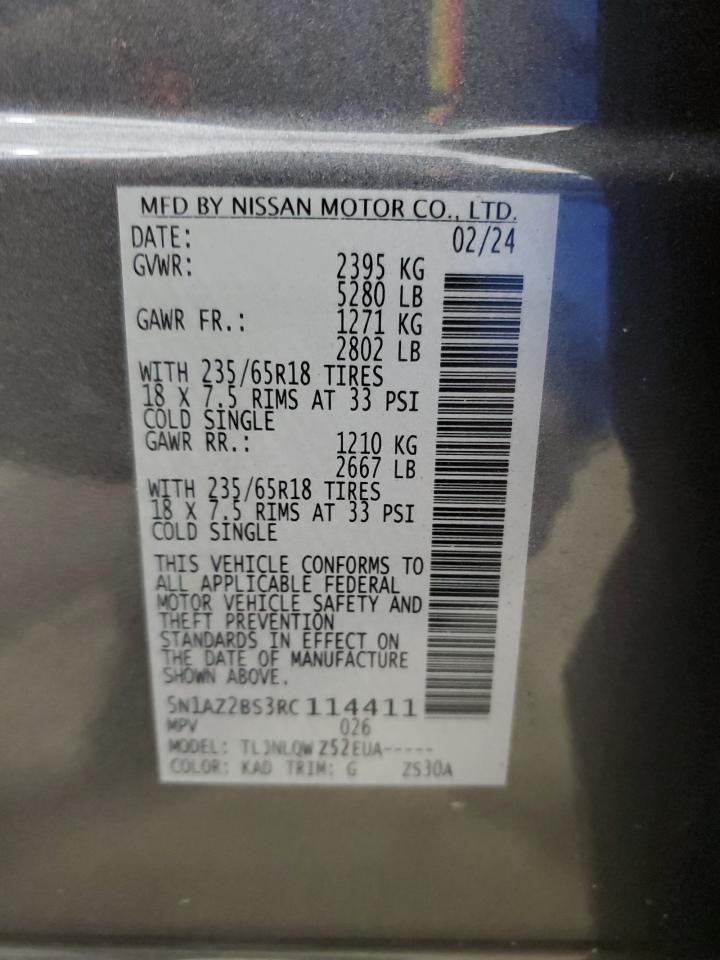 MFD BY NISSAN MOTOR CO., LTD.
DATE: 02/24
GVWR: 2395 KG
5280 LB
GAWR FR.: 1271 KG
2802 LB
WITH 235/65R18 TIRES
18 X 7.5 RIMS AT 33 PSI
COLD SINGLE
GAWR RR.: 1210 KG
2667 LB
WITH 235/65R18 TIRES
18 X 7.5 RIMS AT 33 PSI
COLD SINGLE
THIS VEHICLE CONFORMS TO
ALL APPLICABLE FEDERAL
MOTOR VEHICLE SAFETY AND
THEFT PREVENTION
STANDARDS IN EFFECT ON
THE DATE OF MANUFACTURE
SHOWN ABOVE.
5N1AZ2BS3RC114411
MPV 026
MODEL: TLJNLQW Z52EUA-----
COLOR: KAD TRIM: G ZS30A